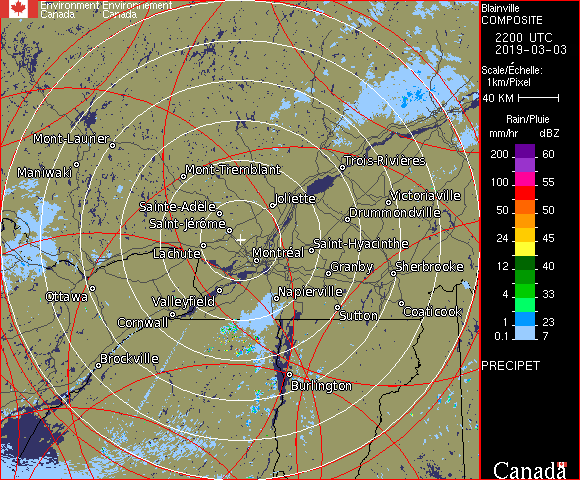 Environment Environnement
Canada Canada
Blainville
COMPOSITE
2200 UTC
2019-03-03
Scale/Échelle:
1km/Pixel
40 KM
Rain/Pluie
mm/hr dBZ
200 60
100 55
50 50
24 45
12 40
4 33
1 23
0.1 7
PRECIPET
Canada
Mont-Laurier
Maniwaki
Mont-Tremblant
Trois-Rivières
Joliette
Victoriaville
Sainte-Adèle
Drummondville
Saint-Jérôme
Lachute
Montréal
Saint-Hyacinthe
Granby
Sherbrooke
Ottawa
Valleyfield
Napierville
Cornwall
Sutton
Coaticook
Brockville
Burlington